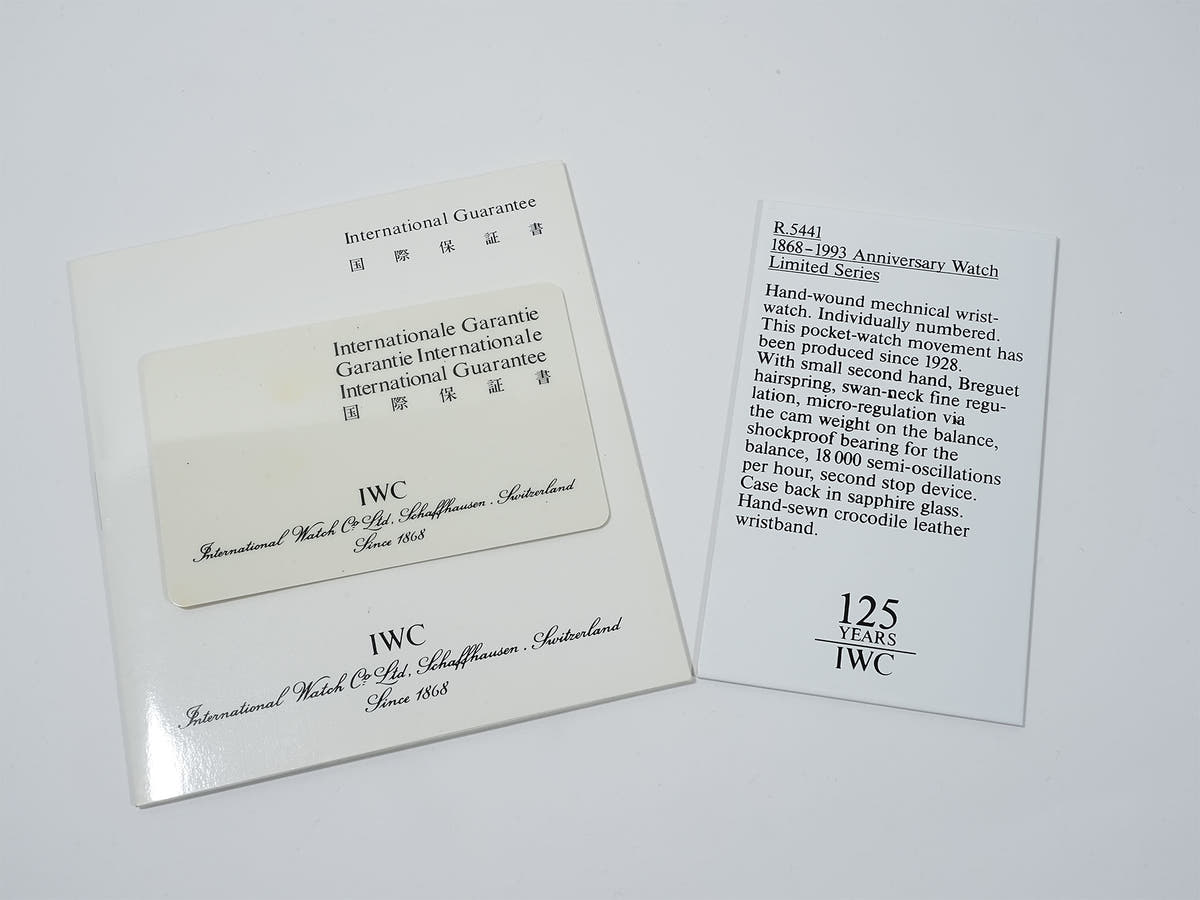 International Guarantee
国際保証書
Internationale Garantie
Garantie Internationale
International Guarantee
国際保証書
IWC
International Watch Co Ltd, Schaffhausen . Switzerland
Since 1868
IWC
International Watch Co Ltd, Schaffhausen . Switzerland
Since 1868
R.5441
1868-1993 Anniversary Watch
Limited Series
Hand-wound mechnical wrist-
watch. Individually numbered.
This pocket-watch movement has
been produced since 1928.
With small second hand, Breguet
hairspring, swan-neck fine regu-
lation, micro-regulation via
the cam weight on the balance,
shockproof bearing for the
balance, 18 000 semi-oscillations
per hour, second stop device.
Case back in sapphire glass.
Hand-sewn crocodile leather
wristband.
125
YEARS
IWC